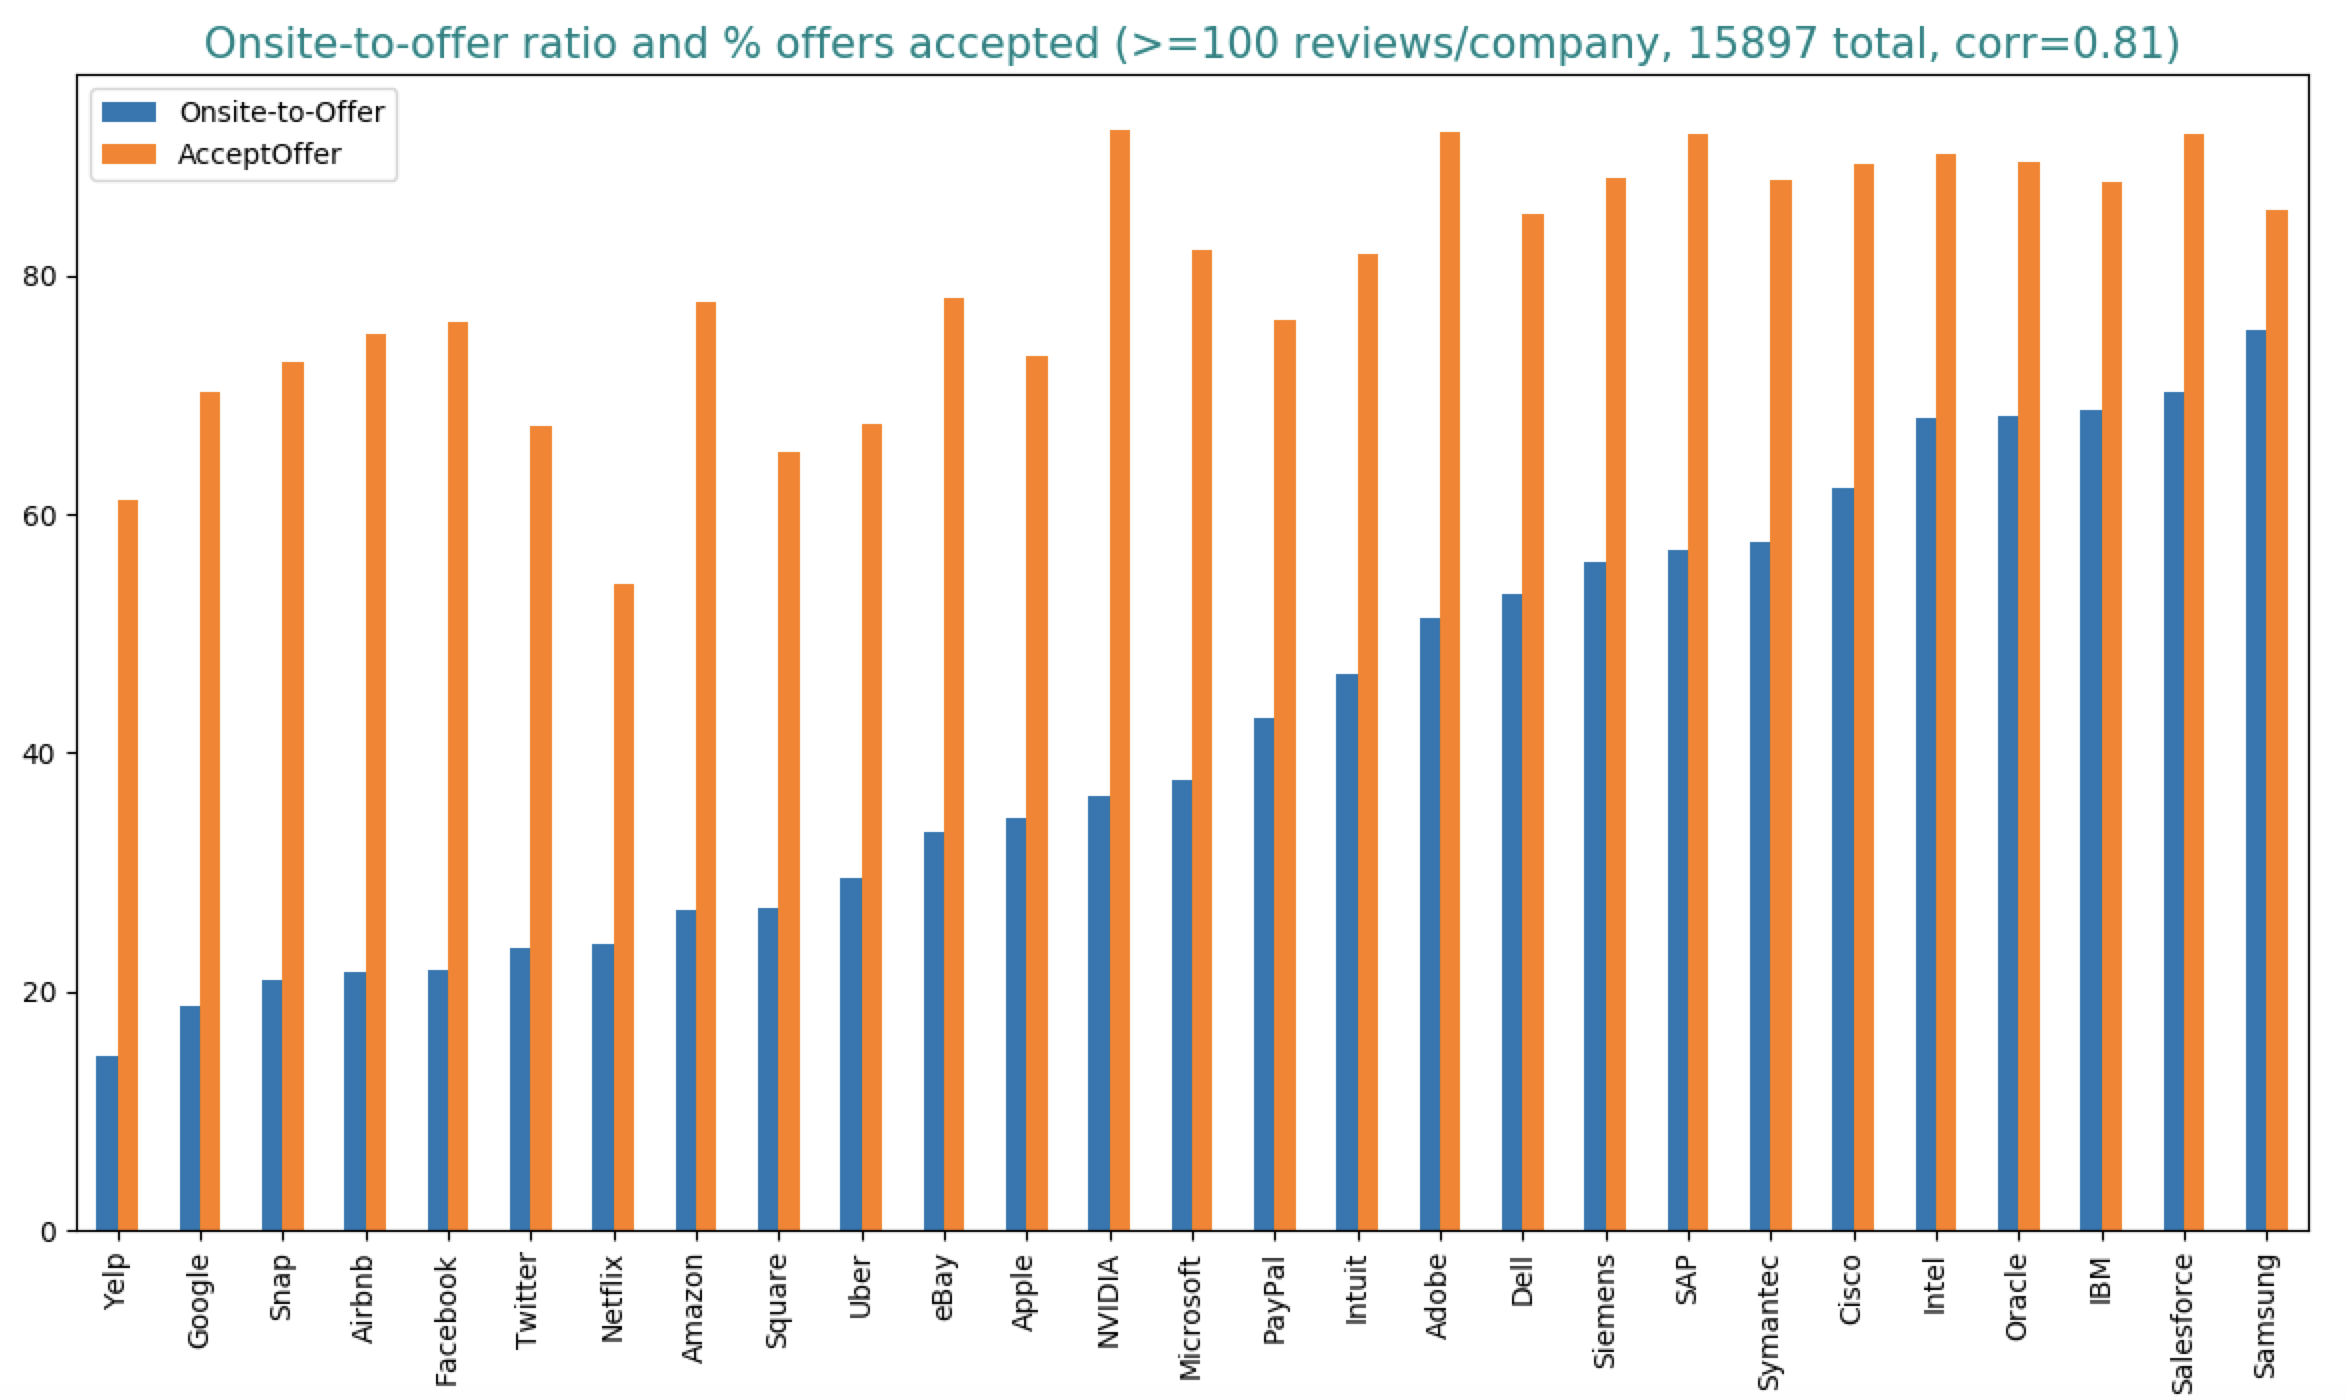 Onsite-to-offer ratio and % offers accepted (>=100 reviews/company, 15897 total, corr=0.81)
Onsite-to-Offer
AcceptOffer
80
60
40
20
0
Yelp
Google
Snap
Airbnb
Facebook
Twitter
Netflix
Amazon
Square
Uber
eBay
Apple
NVIDIA
Microsoft
PayPal
Intuit
Adobe
Dell
Siemens
SAP
Symantec
Cisco
Intel
Oracle
IBM
Salesforce
Samsung